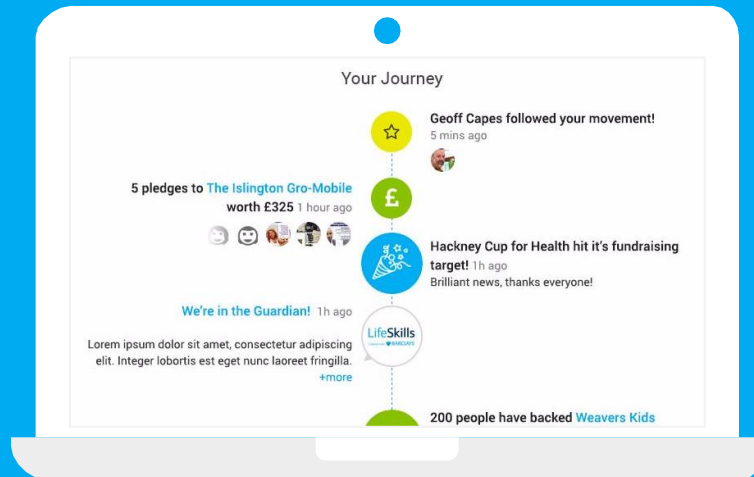 Your Journey
Geoff Capes followed your movement!
5 mins ago
5 pledges to The Islington Gro-Mobile
worth £325 1 hour ago
£
Hackney Cup for Health hit it's fundraising
target! 1h ago
Brilliant news, thanks everyone!
We're in the Guardian! 1h ago
LifeSkills
BARCLAYS
Lorem ipsum dolor sit amet, consectetur adipiscing
elit. Integer lobortis est eget nunc laoreet fringilla.
+more
200 people have backed Weavers Kids